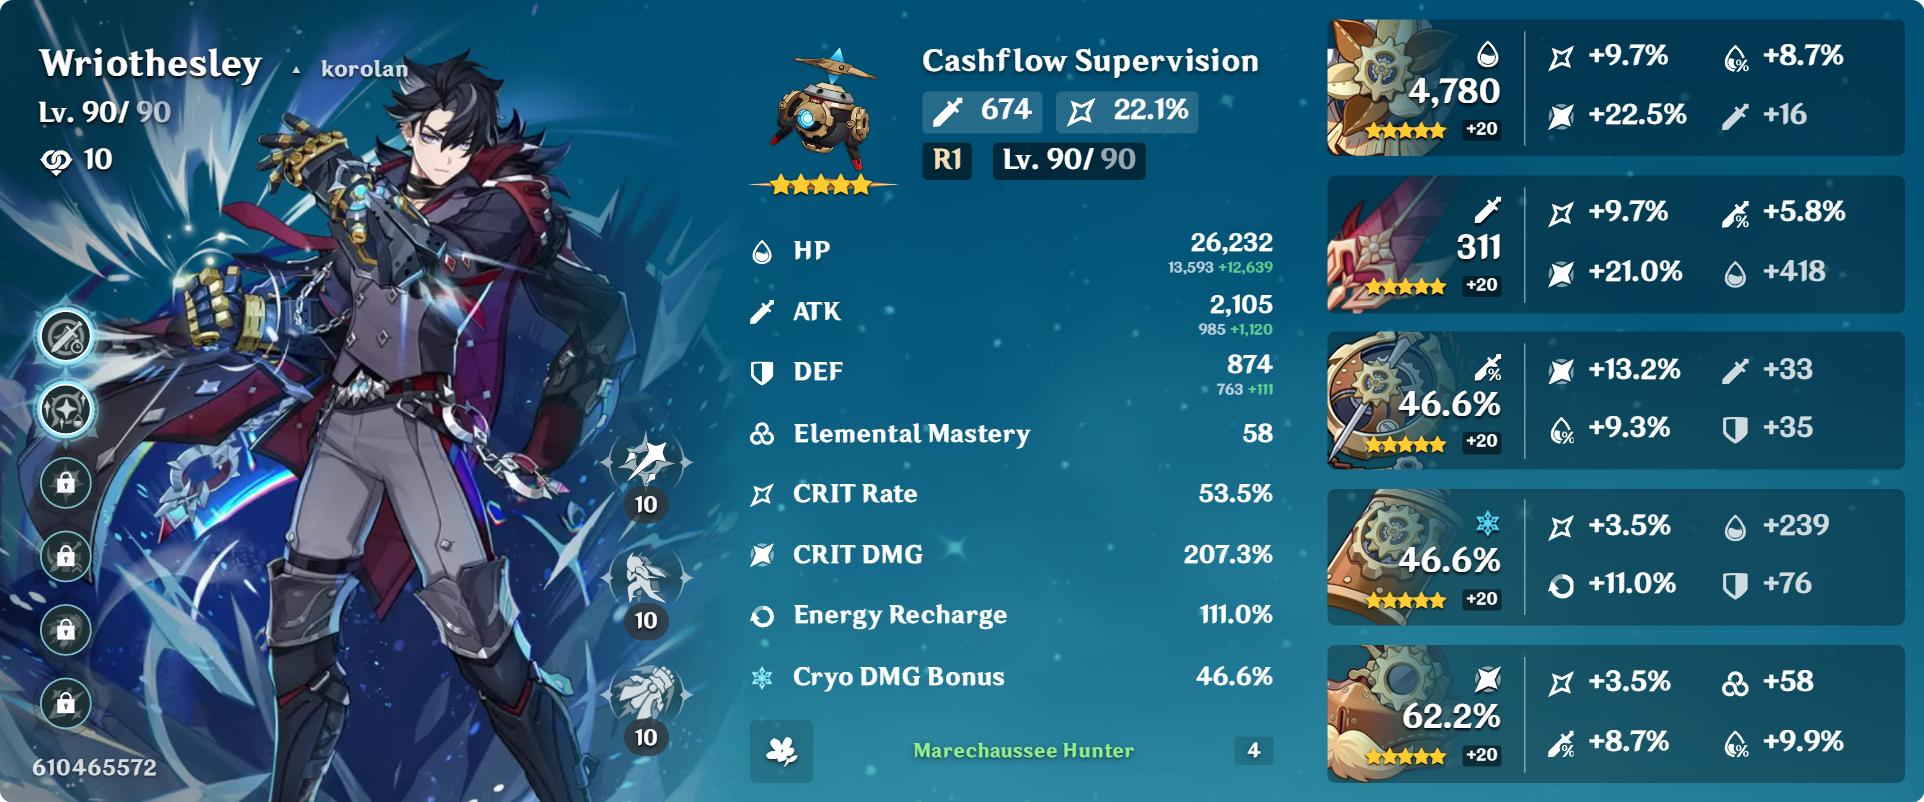 Wriothesley ▲ korolan
Lv. 90/ 90
10
10
10
10
610465572
Cashflow Supervision
674 22.1%
R1 Lv. 90/ 90
HP 26,232
13,593 +12,639
ATK 2,105
985 +1,120
DEF 874
763 +111
Elemental Mastery 58
CRIT Rate 53.5%
CRIT DMG 207.3%
Energy Recharge 111.0%
Cryo DMG Bonus 46.6%
Marechaussee Hunter 4
4,780
+20
+9.7% +8.7%
+22.5% +16
311
+20
+9.7% +5.8%
+21.0% +418
46.6%
+20
+13.2% +33
+9.3% +35
46.6%
+20
+3.5% +239
+11.0% +76
62.2%
+20
+3.5% +58
+8.7% +9.9%